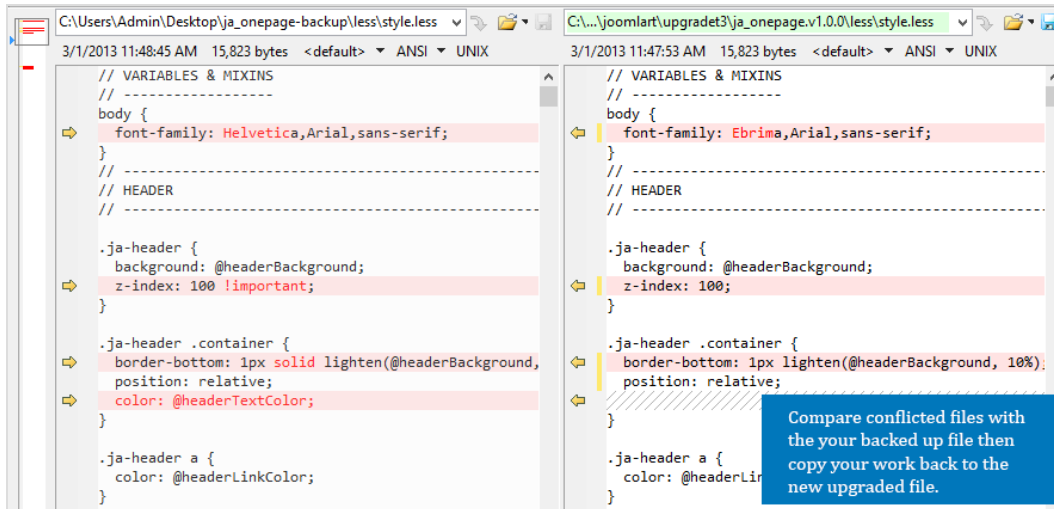 C:\Users\Admin\Desktop\ja_onepage-backup\less\style.less
3/1/2013 11:48:45 AM 15,823 bytes <default> ANSI UNIX
// VARIABLES & MIXINS
// ------------------
body {
font-family: Helvetica,Arial,sans-serif;
}
// ---------------------------------------------------
// HEADER
// ---------------------------------------------------
.ja-header {
background: @headerBackground;
z-index: 100 !important;
}
.ja-header .container {
border-bottom: 1px solid lighten(@headerBackground,
position: relative;
color: @headerTextColor;
}
.ja-header a {
color: @headerLinkColor;
}
C:\...\joomlart\upgradet3\ja_onepage.v1.0.0\less\style.less
3/1/2013 11:47:53 AM 15,823 bytes <default> ANSI UNIX
// VARIABLES & MIXINS
// ------------------
body {
font-family: Ebrima,Arial,sans-serif;
}
// ---------------------------------------------------
// HEADER
// ---------------------------------------------------
.ja-header {
background: @headerBackground;
z-index: 100;
}
.ja-header .container {
border-bottom: 1px lighten(@headerBackground, 10%);
position: relative;
}
.ja-header a {
color: @headerLin
}
Compare conflicted files with
the your backed up file then
copy your work back to the
new upgraded file.